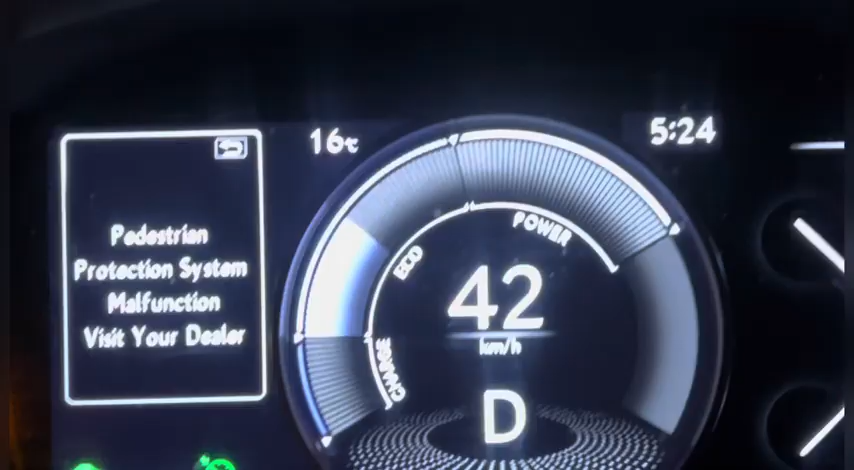 16℃
5:24
Pedestrian
Protection System
Malfunction
Visit Your Dealer
POWER
ECO
CHARGE
42
km/h
D